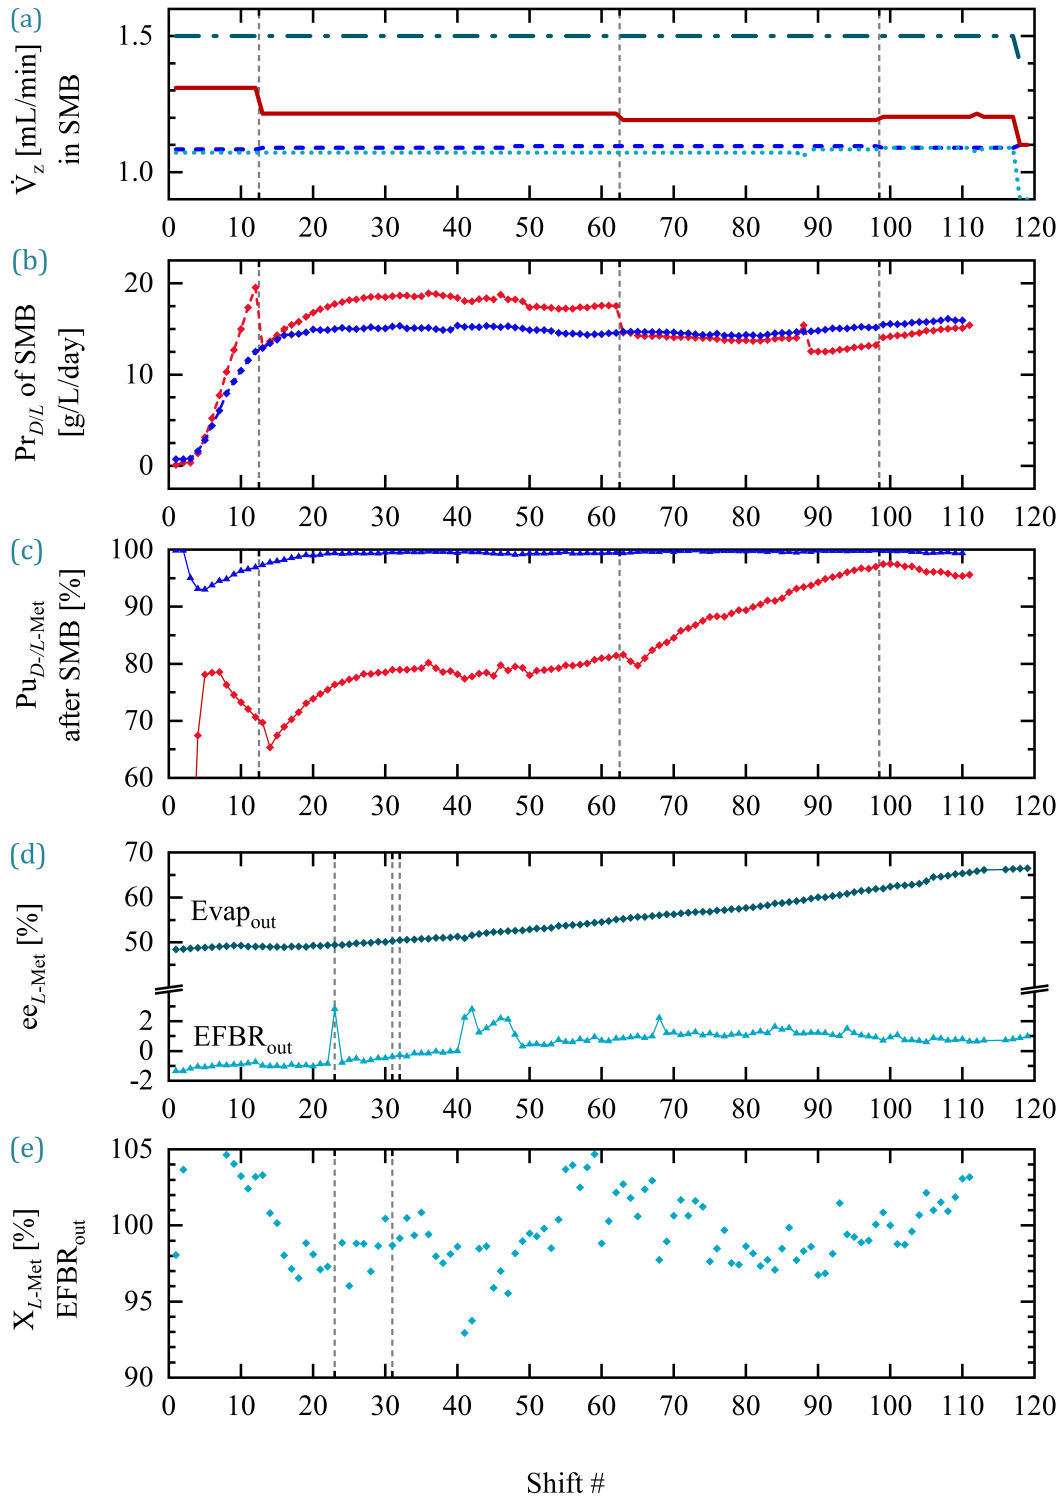 (a)
V̇z [mL/min]
in SMB
1.5
1.0
0 10 20 30 40 50 60 70 80 90 100 111 120
(b)
PrD/L of SMB
[g/L/day]
20
10
0
0 10 20 30 40 50 60 70 80 90 100 111 120
(c)
PuD-/L-Met
after SMB [%]
100
90
80
70
60
0 10 20 30 40 50 60 70 80 90 100 111 120
(d)
eeL-Met [%]
70
60
50
2
0
-2
Evapout
EFBRout
0 10 20 30 40 50 60 70 80 90 100 110 120
(e)
XL-Met [%]
EFBRout
105
100
95
90
0 10 20 30 40 50 60 70 80 90 100 110 120
Shift #